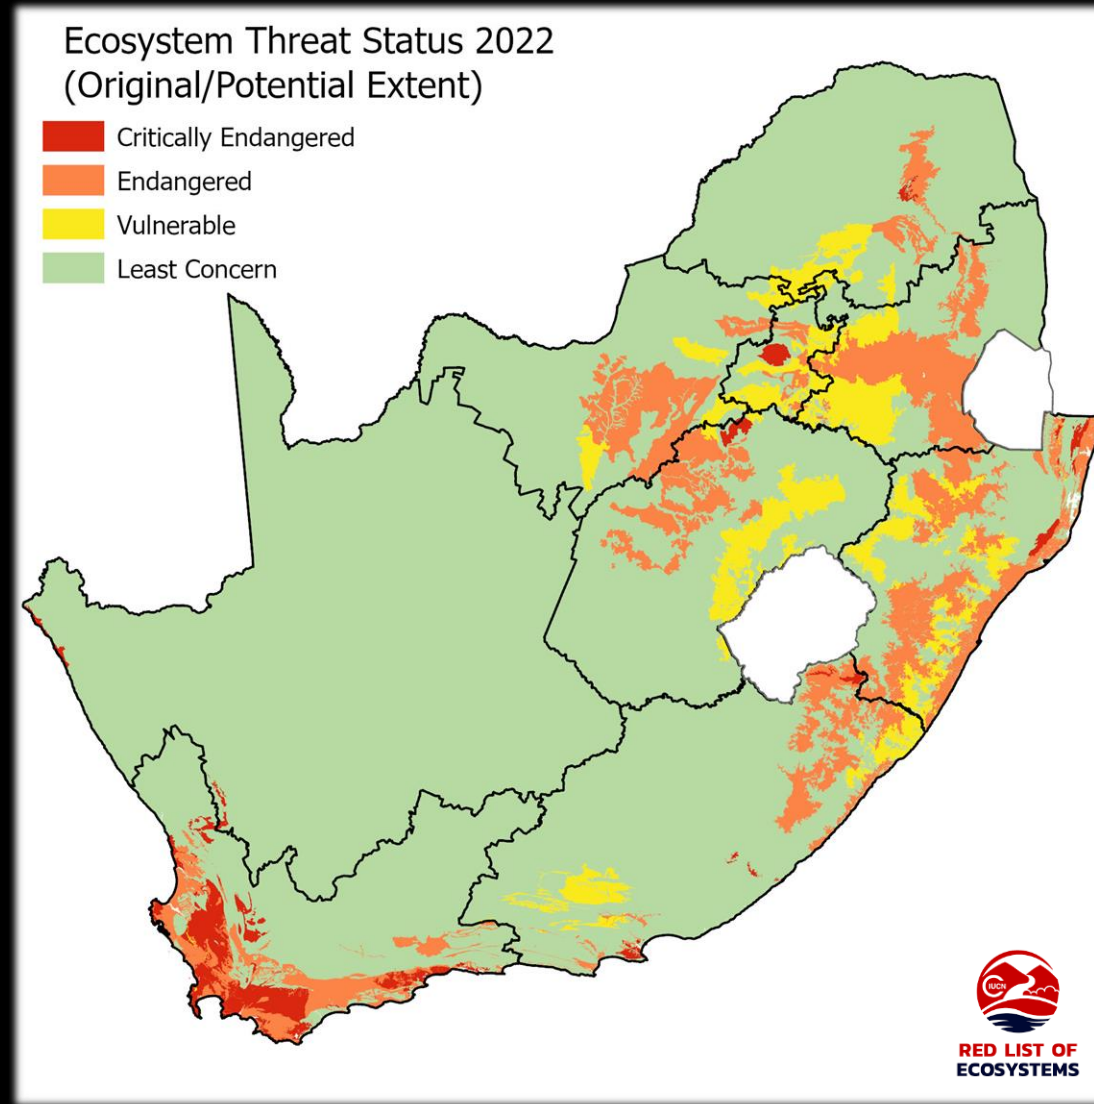 Ecosystem Threat Status 2022
(Original/Potential Extent)
Critically Endangered
Endangered
Vulnerable
Least Concern
IUCN
RED LIST OF
ECOSYSTEMS